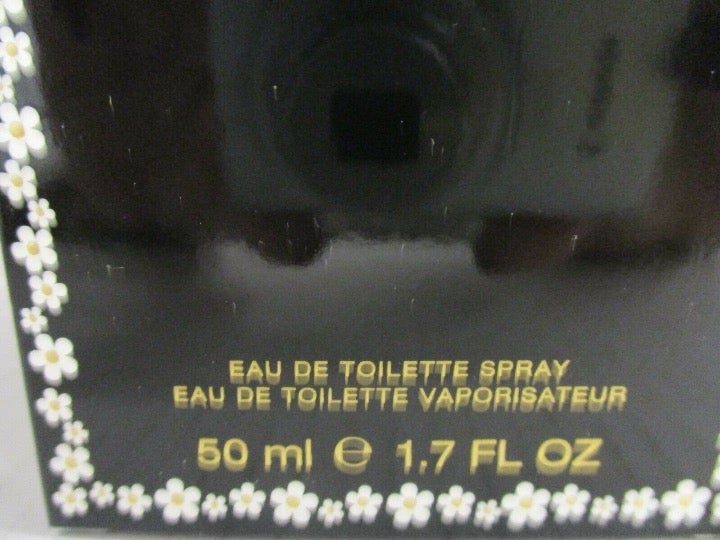 EAU DE TOILETTE SPRAY
EAU DE TOILETTE VAPORISATEUR
50 ml ℮ 1.7 FL OZ